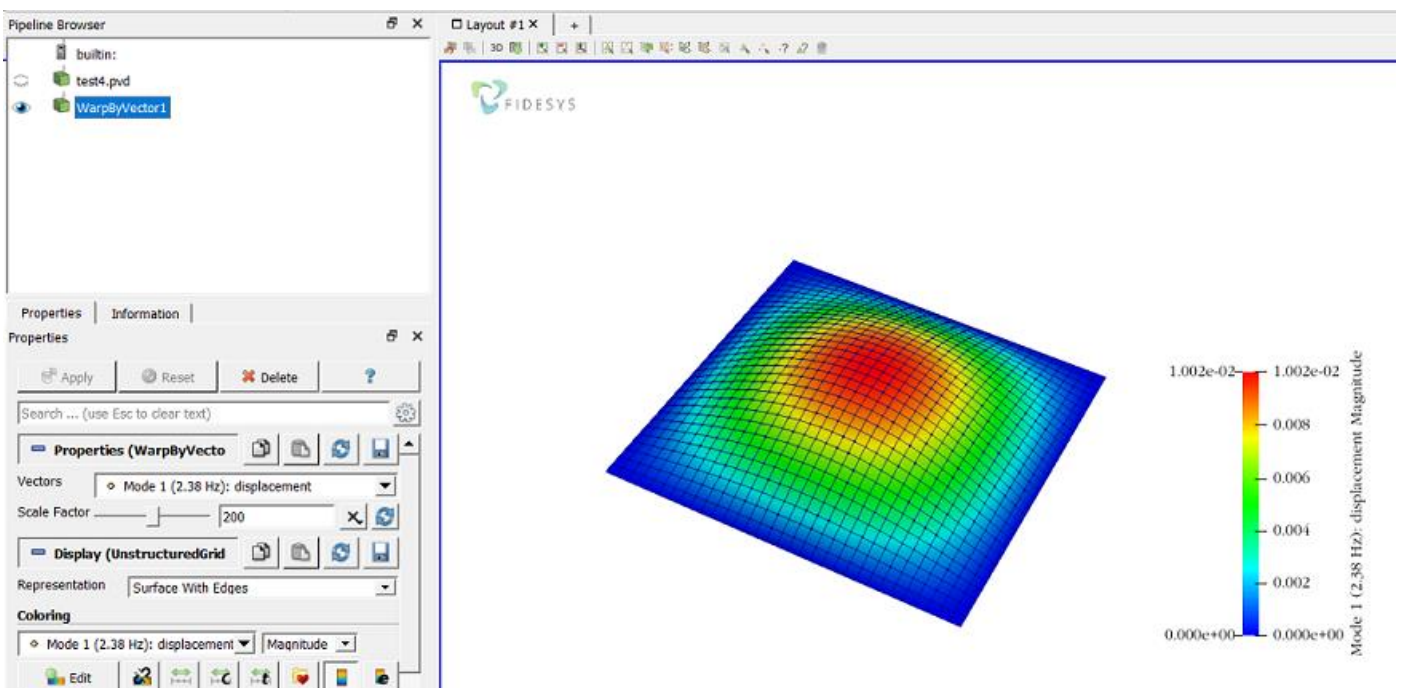 Pipeline Browser
builtin:
test4.pvd
WarpByVector1
Properties
Information
Properties
Apply
Reset
Delete
?
Search ... (use Esc to clear text)
Properties (WarpByVecto
Vectors
Mode 1 (2.38 Hz): displacement
Scale Factor
200
Display (UnstructuredGrid
Representation
Surface With Edges
Coloring
Mode 1 (2.38 Hz): displacement
Magnitude
Edit
Layout #1
+
3D
FIDESYS
1.002e-02
1.002e-02
0.008
0.006
0.004
0.002
0.000e+00
0.000e+00
Mode 1 (2.38 Hz): displacement Magnitude